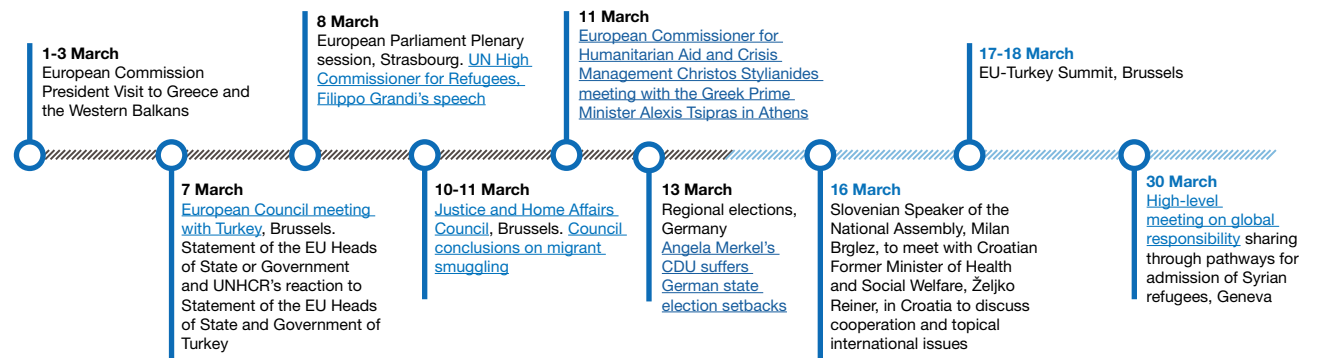 1-3 March
European Commission
President Visit to Greece and
the Western Balkans
7 March
European Council meeting
with Turkey, Brussels.
Statement of the EU Heads
of State or Government
and UNHCR's reaction to
Statement of the EU Heads
of State and Government of
Turkey
8 March
European Parliament Plenary
session, Strasbourg. UN High
Commissioner for Refugees,
Filippo Grandi's speech
10-11 March
Justice and Home Affairs
Council, Brussels. Council
conclusions on migrant
smuggling
11 March
European Commissioner for
Humanitarian Aid and Crisis
Management Christos Stylianides
meeting with the Greek Prime
Minister Alexis Tsipras in Athens
13 March
Regional elections,
Germany
Angela Merkel's
CDU suffers
German state
election setbacks
16 March
Slovenian Speaker of the
National Assembly, Milan
Brglez, to meet with Croatian
Former Minister of Health
and Social Welfare, Željko
Reiner, in Croatia to discuss
cooperation and topical
international issues
17-18 March
EU-Turkey Summit, Brussels
30 March
High-level
meeting on global
responsibility sharing
through pathways for
admission of Syrian
refugees, Geneva